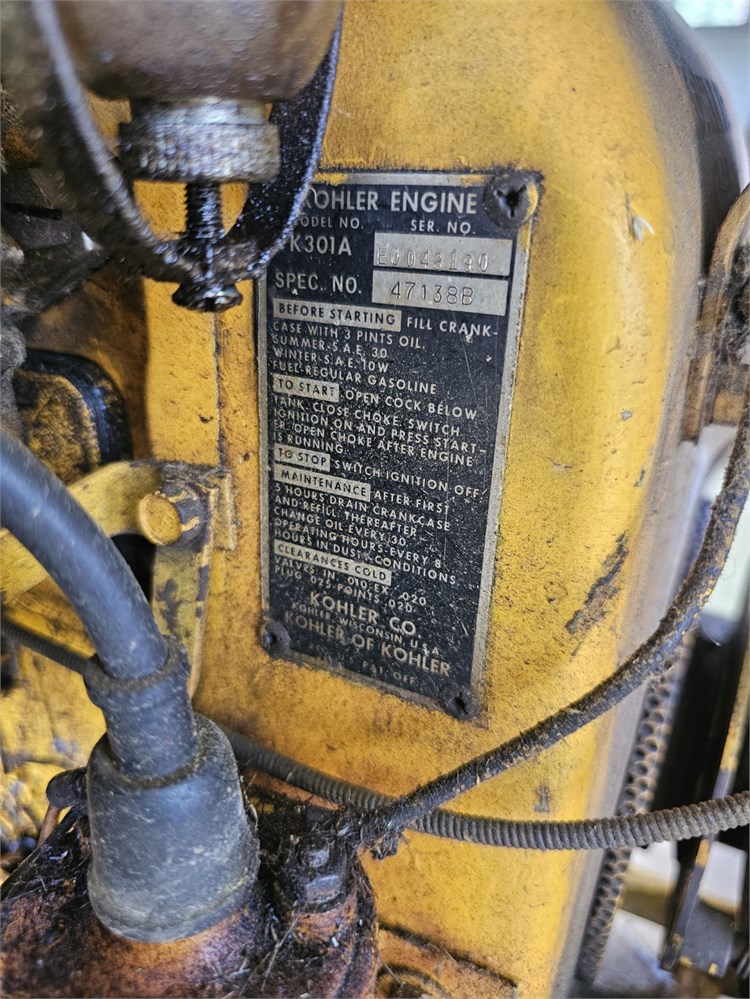 KOHLER ENGINE
MODEL NO. SER. NO.
K301A E0043190
SPEC. NO. 47138B
BEFORE STARTING FILL CRANK-
CASE WITH 3 PINTS OIL.
SUMMER-S.A.E. 30
WINTER-S.A.E. 10W
FUEL-REGULAR GASOLINE
TO START OPEN COCK BELOW
TANK, CLOSE CHOKE. SWITCH
IGNITION ON AND PRESS START-
ER. OPEN CHOKE AFTER ENGINE
IS RUNNING.
TO STOP SWITCH IGNITION OFF
MAINTENANCE AFTER FIRST
5 HOURS DRAIN CRANKCASE
AND REFILL. THEREAFTER
CHANGE OIL EVERY 30
OPERATING HOURS-EVERY 8
HOURS IN DUSTY CONDITIONS.
CLEARANCES COLD
VALVES-IN. .010-EX. .020
PLUG .025-POINTS .020
KOHLER CO.
KOHLER, WISCONSIN, U.S.A.
KOHLER OF KOHLER
REG. U.S. PAT. OFF.